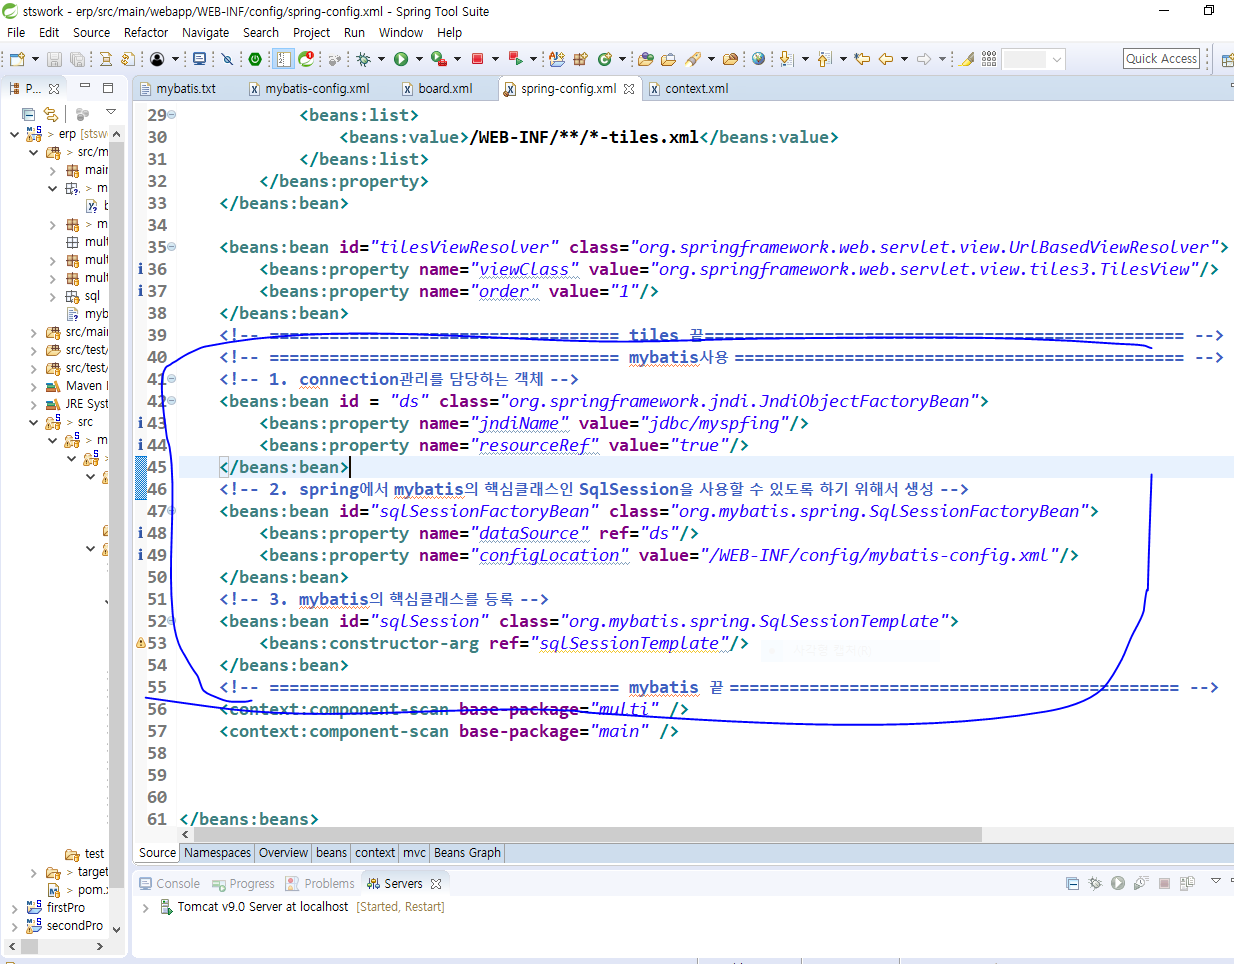 stswork - erp/src/main/webapp/WEB-INF/config/spring-config.xml - Spring Tool Suite
File Edit Source Refactor Navigate Search Project Run Window Help
Quick Access
P...
mybatis.txt mybatis-config.xml board.xml spring-config.xml context.xml
> erp [stsw
> src/m
main
> m
b
> m
mult
mult
mult
sql
myb
src/mai
src/test/
src/test/
Maven
JRE Syst
> src
> m
test
> target
> pom.x
firstPro
secondPro
29 <beans:list>
30 <beans:value>/WEB-INF/**/*-tiles.xml</beans:value>
31 </beans:list>
32 </beans:property>
33 </beans:bean>
34
35 <beans:bean id="tilesViewResolver" class="org.springframework.web.servlet.view.UrlBasedViewResolver">
36 <beans:property name="viewClass" value="org.springframework.web.servlet.view.tiles3.TilesView"/>
37 <beans:property name="order" value="1"/>
38 </beans:bean>
39 <!-- =================================== tiles 끝================================================ -->
40 <!-- =================================== mybatis사용 ============================================= -->
41 <!-- 1. connection관리를 담당하는 객체 -->
42 <beans:bean id = "ds" class="org.springframework.jndi.JndiObjectFactoryBean">
43 <beans:property name="jndiName" value="jdbc/myspfing"/>
44 <beans:property name="resourceRef" value="true"/>
45 </beans:bean>
46 <!-- 2. spring에서 mybatis의 핵심클래스인 SqlSession을 사용할 수 있도록 하기 위해서 생성 -->
47 <beans:bean id="sqlSessionFactoryBean" class="org.mybatis.spring.SqlSessionFactoryBean">
48 <beans:property name="dataSource" ref="ds"/>
49 <beans:property name="configLocation" value="/WEB-INF/config/mybatis-config.xml"/>
50 </beans:bean>
51 <!-- 3. mybatis의 핵심클래스를 등록 -->
52 <beans:bean id="sqlSession" class="org.mybatis.spring.SqlSessionTemplate">
53 <beans:constructor-arg ref="sqlSessionTemplate"/>
54 </beans:bean>
55 <!-- =================================== mybatis 끝 ============================================= -->
56 <context:component-scan base-package="multi" />
57 <context:component-scan base-package="main" />
58
59
60
61 </beans:beans>
Source Namespaces Overview beans context mvc Beans Graph
Console Progress Problems Servers
Tomcat v9.0 Server at localhost [Started, Restart]